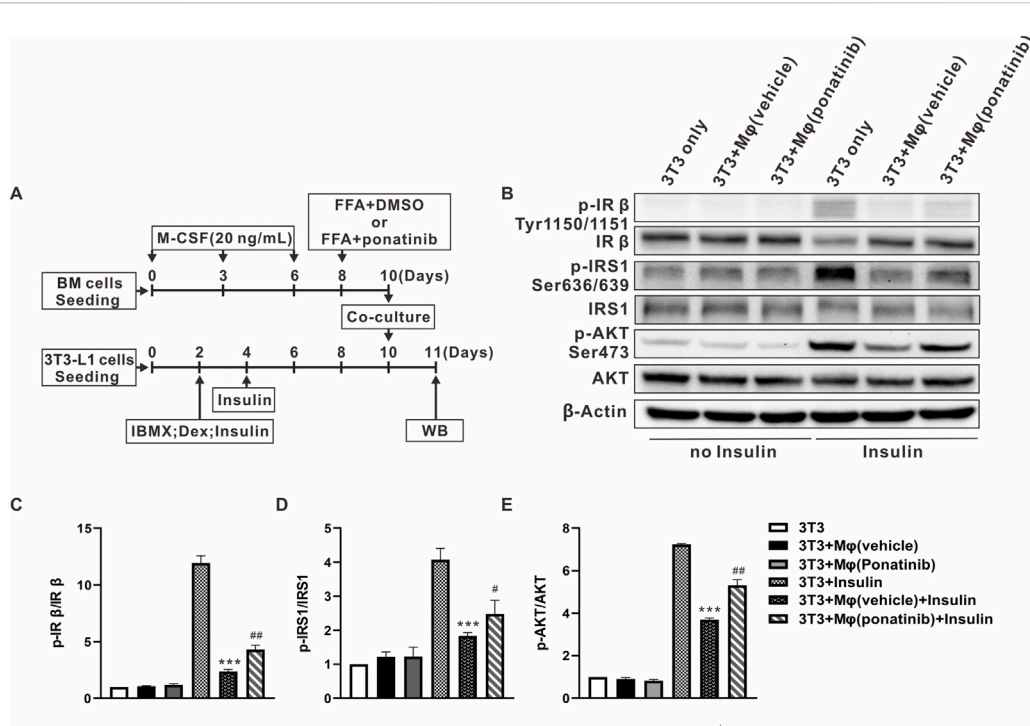 A
FFA+DMSO
or
FFA+ponatinib
M-CSF(20 ng/mL)
0 3 6 8 10(Days)
BM cells
Seeding
Co-culture
0 2 4 6 8 10 11(Days)
3T3-L1 cells
Seeding
Insulin
IBMX;Dex;Insulin
WB
B
3T3 only
3T3+Mφ(vehicle)
3T3+Mφ(ponatinib)
3T3 only
3T3+Mφ(vehicle)
3T3+Mφ(ponatinib)
p-IR β
Tyr1150/1151
IR β
p-IRS1
Ser636/639
IRS1
p-AKT
Ser473
AKT
β-Actin
no Insulin
Insulin
C
p-IR β/IR β
15
10
5
0
***
##
D
p-IRS1/IRS1
5
4
3
2
1
0
***
#
E
p-AKT/AKT
8
6
4
2
0
***
##
3T3
3T3+Mφ(vehicle)
3T3+Mφ(Ponatinib)
3T3+Insulin
3T3+Mφ(vehicle)+Insulin
3T3+Mφ(ponatinib)+Insulin